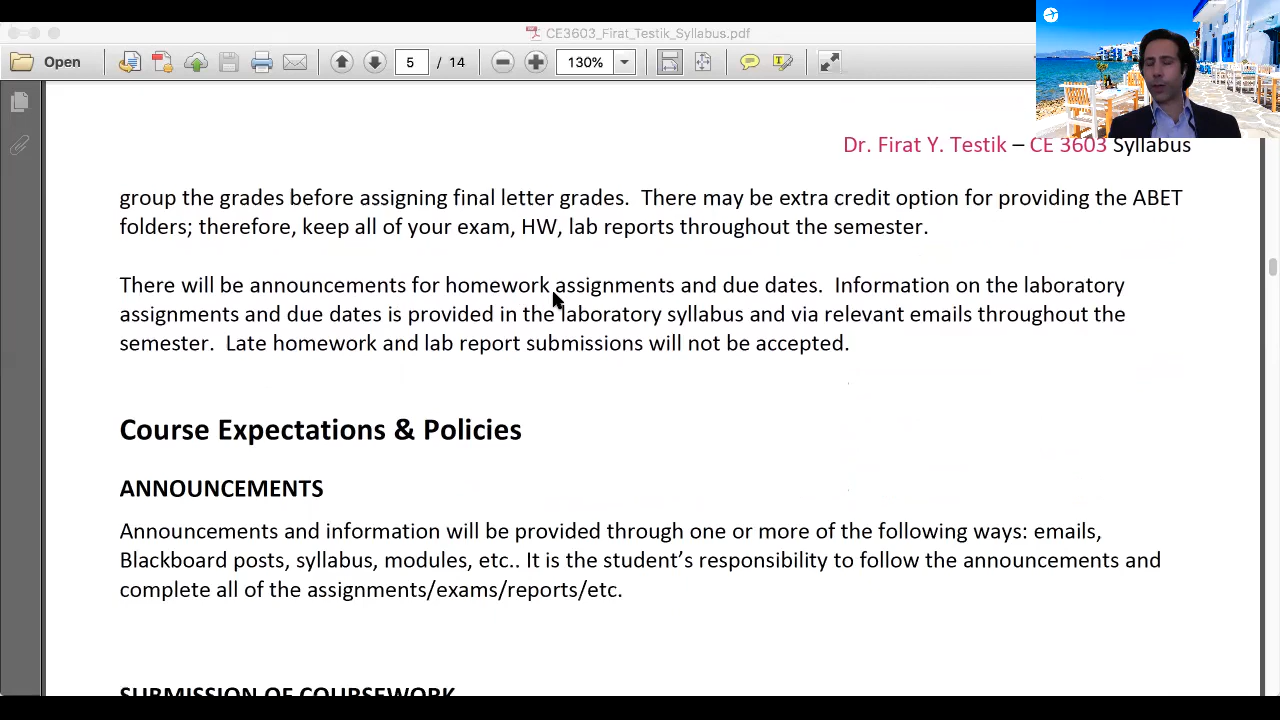 CE3603_Firat_Testik_Syllabus.pdf
Open
5 / 14
130%
Dr. Firat Y. Testik – CE 3603 Syllabus
group the grades before assigning final letter grades.  There may be extra credit option for providing the ABET
folders; therefore, keep all of your exam, HW, lab reports throughout the semester.
There will be announcements for homework assignments and due dates.  Information on the laboratory
assignments and due dates is provided in the laboratory syllabus and via relevant emails throughout the
semester.  Late homework and lab report submissions will not be accepted.
Course Expectations & Policies
ANNOUNCEMENTS
Announcements and information will be provided through one or more of the following ways: emails,
Blackboard posts, syllabus, modules, etc.. It is the student’s responsibility to follow the announcements and
complete all of the assignments/exams/reports/etc.
SUBMISSION OF COURSEWORK